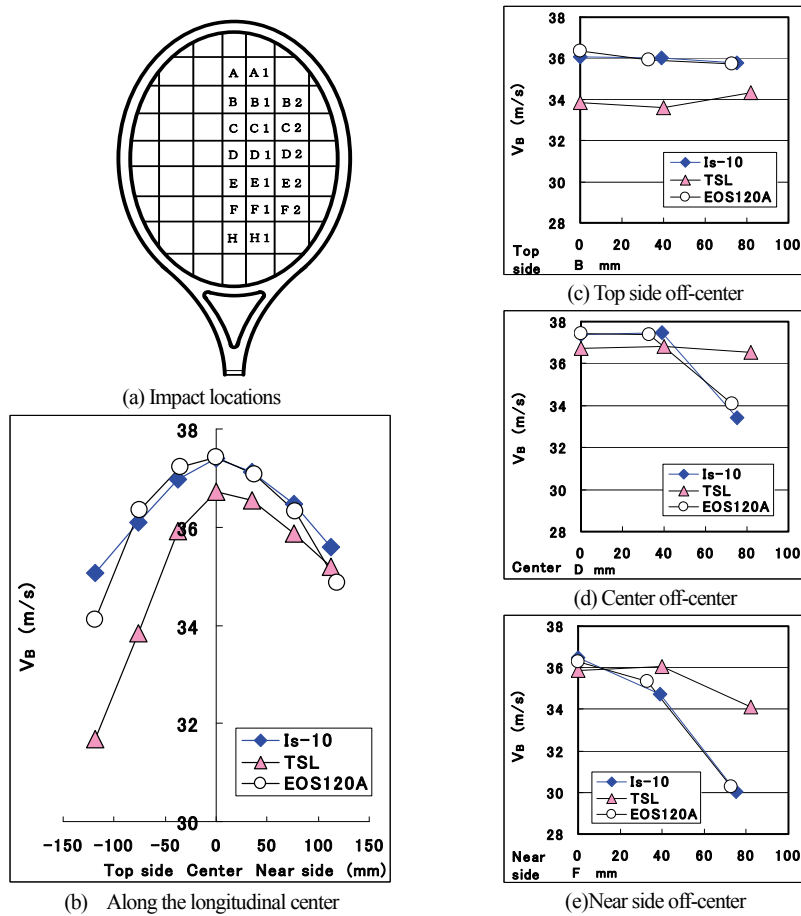 A A1
B B1 B2
C C1 C2
D D1 D2
E E1 E2
F F1 F2
H H1
(a) Impact locations
38
36
34
32
30
VB (m/s)
Is-10
TSL
EOS120A
-150 -100 -50 0 50 100 150
Top side Center Near side (mm)
(b) Along the longitudinal center
38
36
34
32
30
28
VB (m/s)
Is-10
TSL
EOS120A
0 20 40 60 80 100
Top side B mm
(c) Top side off-center
38
36
34
32
30
28
VB (m/s)
Is-10
TSL
EOS120A
0 20 40 60 80 100
Center D mm
(d) Center off-center
38
36
34
32
30
28
VB (m/s)
Is-10
TSL
EOS120A
0 20 40 60 80 100
Near side F mm
(e)Near side off-center